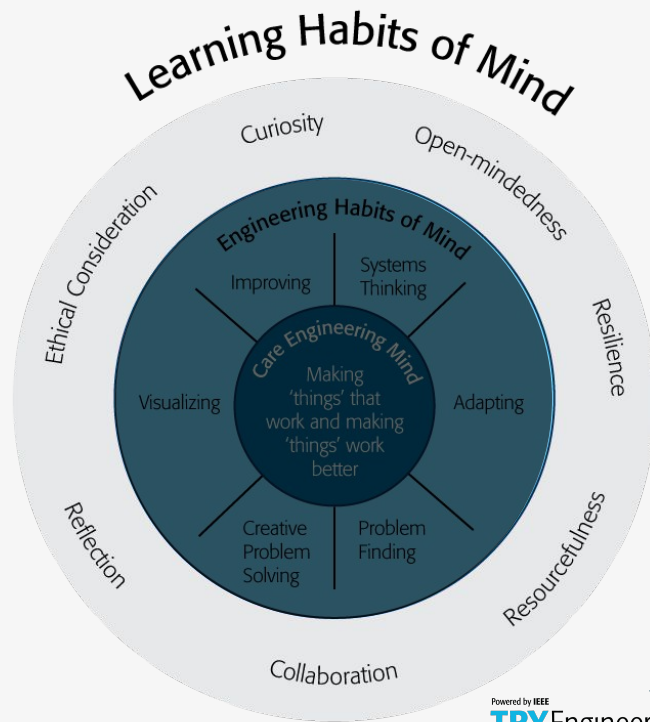 Learning Habits of Mind
Curiosity
Open-mindedness
Ethical Consideration
Resilience
Reflection
Resourcefulness
Collaboration
Engineering Habits of Mind
Improving
Systems
Thinking
Visualizing
Adapting
Creative
Problem
Solving
Problem
Finding
Care Engineering Mind
Making
‘things’ that
work and making
‘things’ work
better
Powered by IEEE